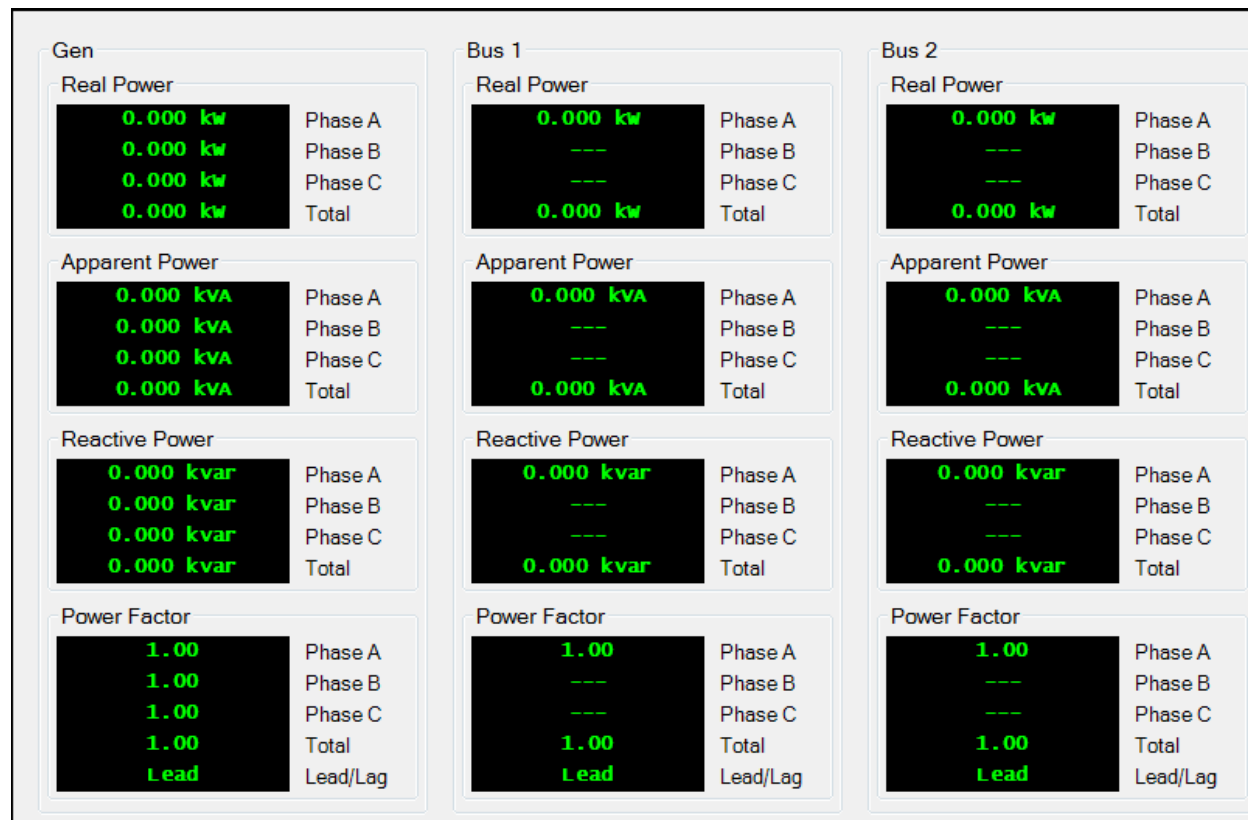 Gen
Real Power
0.000 kW Phase A
0.000 kW Phase B
0.000 kW Phase C
0.000 kW Total
Apparent Power
0.000 kVA Phase A
0.000 kVA Phase B
0.000 kVA Phase C
0.000 kVA Total
Reactive Power
0.000 kvar Phase A
0.000 kvar Phase B
0.000 kvar Phase C
0.000 kvar Total
Power Factor
1.00 Phase A
1.00 Phase B
1.00 Phase C
1.00 Total
Lead Lead/Lag
Bus 1
Real Power
0.000 kW Phase A
--- Phase B
--- Phase C
0.000 kW Total
Apparent Power
0.000 kVA Phase A
--- Phase B
--- Phase C
0.000 kVA Total
Reactive Power
0.000 kvar Phase A
--- Phase B
--- Phase C
0.000 kvar Total
Power Factor
1.00 Phase A
--- Phase B
--- Phase C
1.00 Total
Lead Lead/Lag
Bus 2
Real Power
0.000 kW Phase A
--- Phase B
--- Phase C
0.000 kW Total
Apparent Power
0.000 kVA Phase A
--- Phase B
--- Phase C
0.000 kVA Total
Reactive Power
0.000 kvar Phase A
--- Phase B
--- Phase C
0.000 kvar Total
Power Factor
1.00 Phase A
--- Phase B
--- Phase C
1.00 Total
Lead Lead/Lag